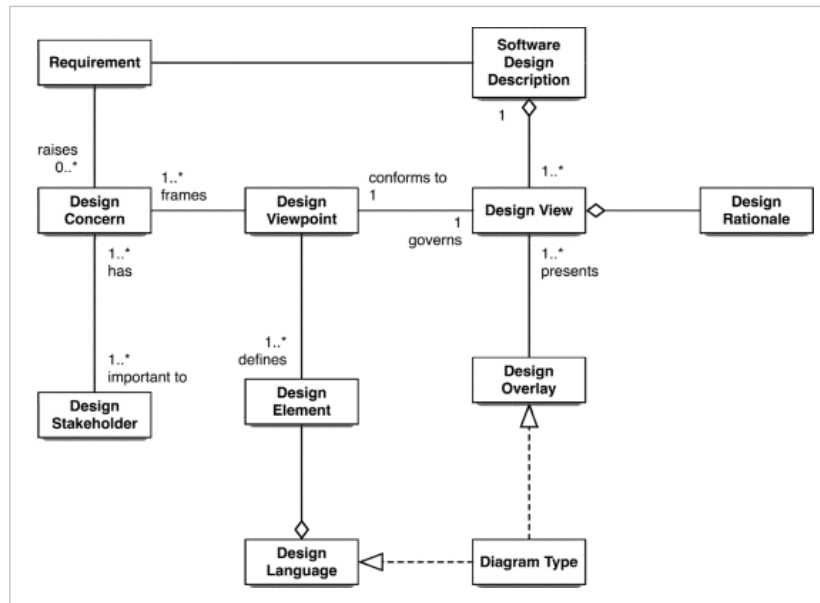 Requirement
Software
Design
Description
1
raises
0..*
1..*
frames
conforms to
1
1..*
Design
Concern
Design
Viewpoint
Design View
Design
Rationale
1
governs
1..*
has
1..*
presents
1..*
important to
1..*
defines
Design
Stakeholder
Design
Element
Design
Overlay
Design
Language
Diagram Type